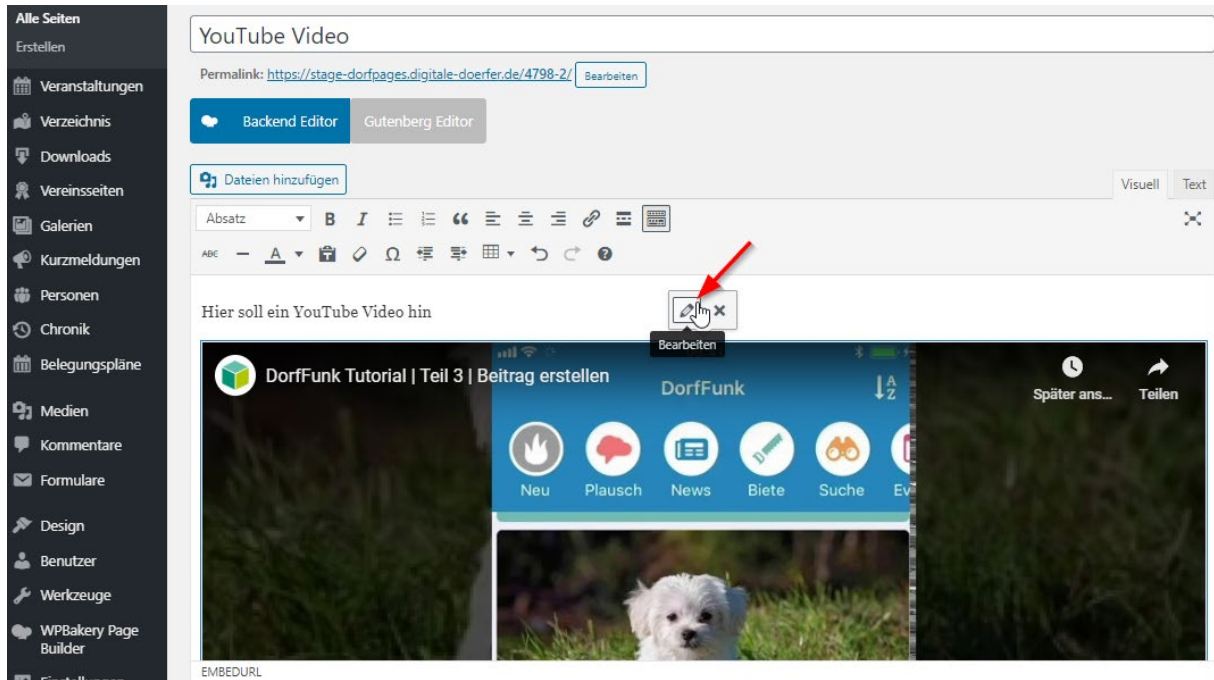 Alle Seiten
Erstellen
Veranstaltungen
Verzeichnis
Downloads
Vereinsseiten
Galerien
Kurzmeldungen
Personen
Chronik
Belegungspläne
Medien
Kommentare
Formulare
Design
Benutzer
Werkzeuge
WPBakery Page
Builder
YouTube Video
Permalink: https://stage-dorfpages.digitale-doerfer.de/4798-2/ Bearbeiten
Backend Editor Gutenberg Editor
Dateien hinzufügen
Visuell Text
Absatz B I
ABC A Ω
Hier soll ein YouTube Video hin
Bearbeiten
DorfFunk Tutorial | Teil 3 | Beitrag erstellen
DorfFunk
A
Z
Später ans... Teilen
Neu Plausch News Biete Suche Ev
EMBEDURL